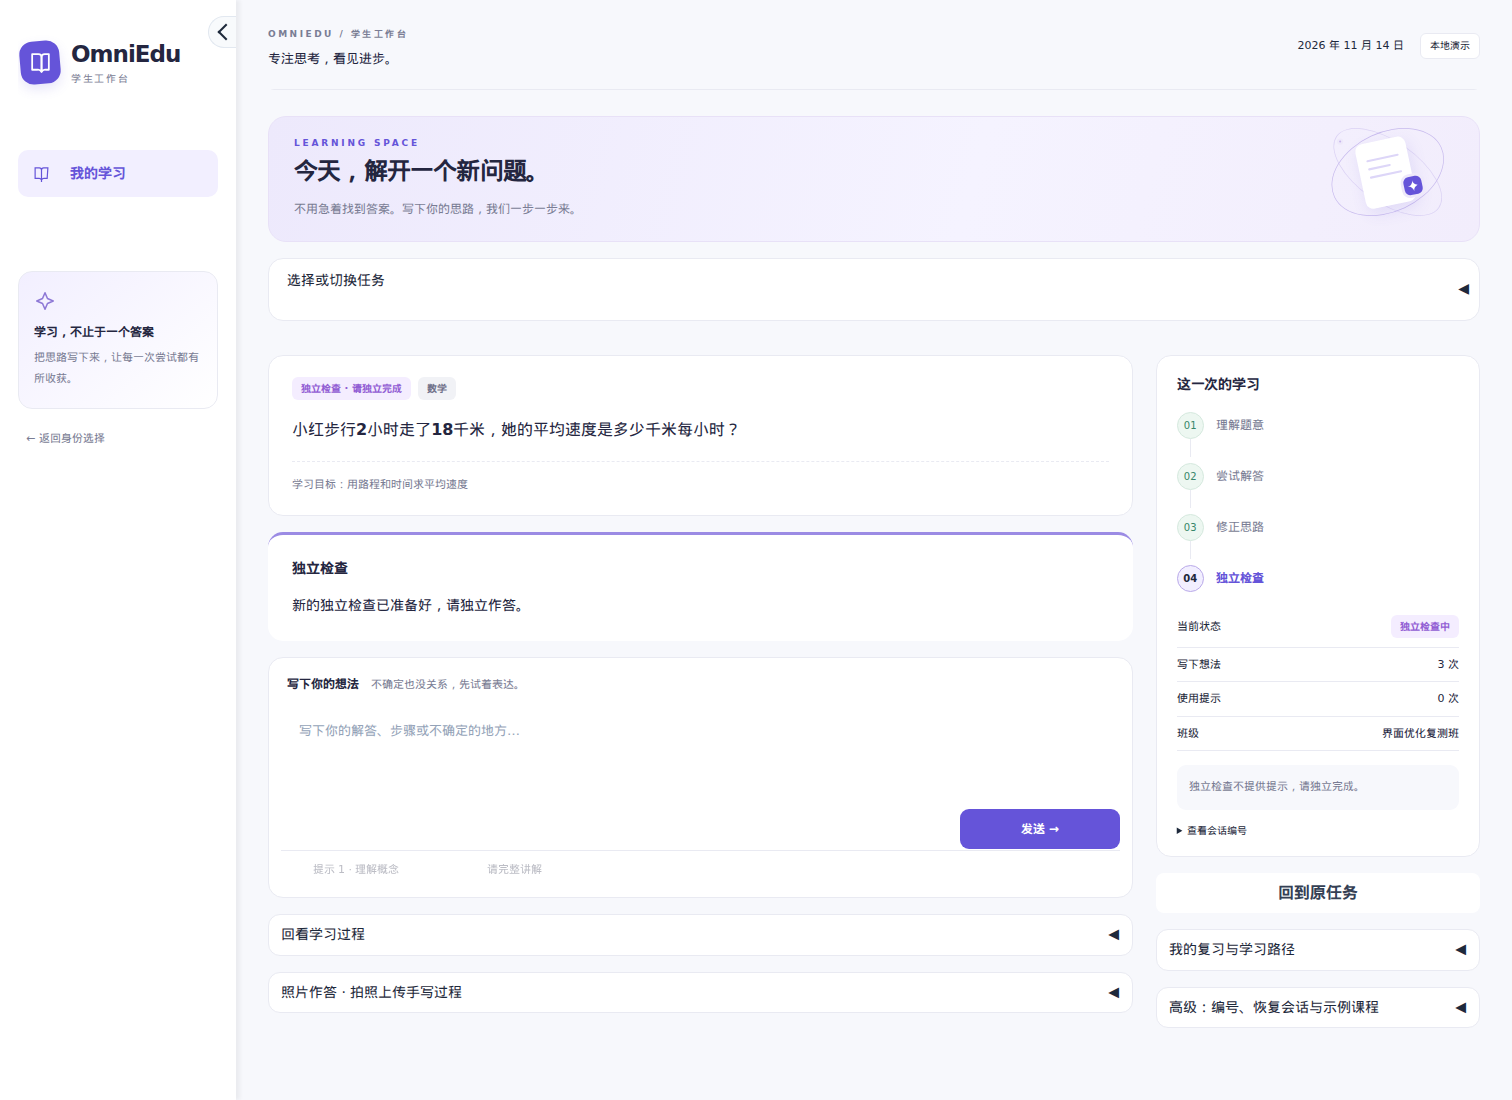 OmniEdu
学生工作台
我的学习
学习，不止于一个答案
把思路写下来，让每一次尝试都有
所收获。
← 返回身份选择
OMNIEDU / 学生工作台
专注思考，看见进步。
2026 年 11 月 14 日
本地演示
LEARNING SPACE
今天，解开一个新问题。
不用急着找到答案。写下你的思路，我们一步一步来。
选择或切换任务
独立检查 · 请独立完成
数学
小红步行2小时走了18千米，她的平均速度是多少千米每小时？
学习目标：用路程和时间求平均速度
独立检查
新的独立检查已准备好，请独立作答。
写下你的想法
不确定也没关系，先试着表达。
写下你的解答、步骤或不确定的地方...
发送 →
提示 1 · 理解概念
请完整讲解
回看学习过程
照片作答 · 拍照上传手写过程
这一次的学习
01 理解题意
02 尝试解答
03 修正思路
04 独立检查
当前状态 独立检查中
写下想法 3 次
使用提示 0 次
班级 界面优化复测班
独立检查不提供提示，请独立完成。
查看会话编号
回到原任务
我的复习与学习路径
高级：编号、恢复会话与示例课程